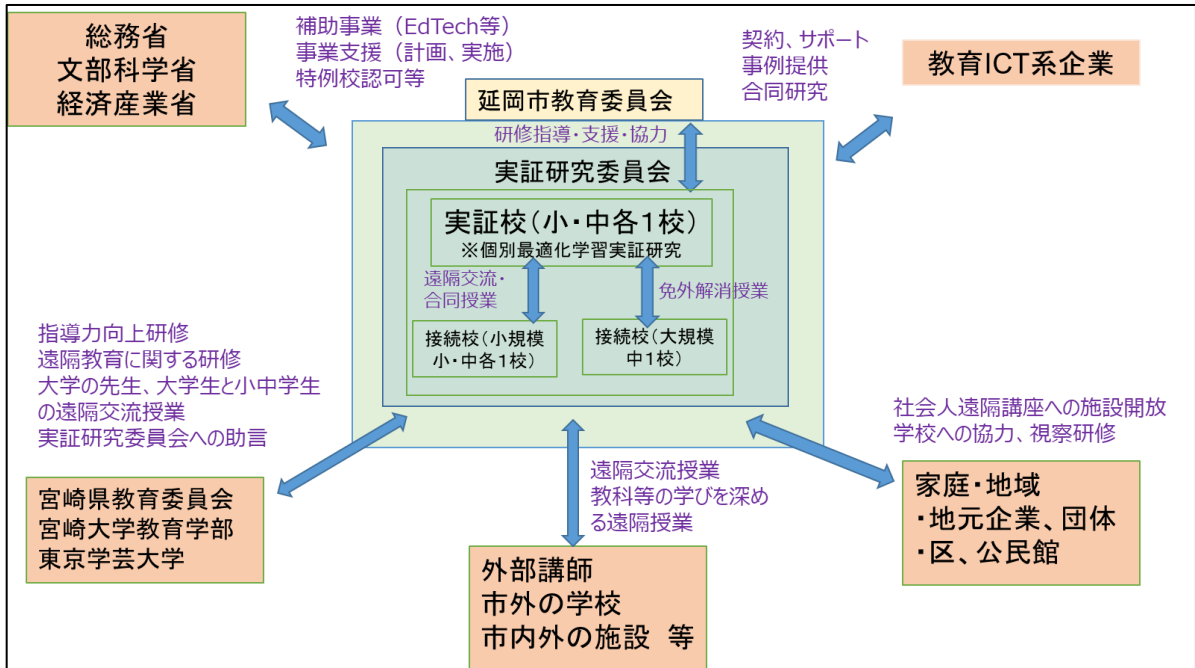 総務省
文部科学省
経済産業省
補助事業（EdTech等）
事業支援（計画、実施）
特例校認可等
契約、サポート
事例提供
合同研究
教育ICT系企業
延岡市教育委員会
研修指導・支援・協力
実証研究委員会
実証校（小・中各１校）
※個別最適化学習実証研究
遠隔交流・
合同授業
免外解消授業
接続校（小規模
小・中各１校）
接続校（大規模
中１校）
指導力向上研修
遠隔教育に関する研修
大学の先生、大学生と小中学生
の遠隔交流授業
実証研究委員会への助言
宮崎県教育委員会
宮崎大学教育学部
東京学芸大学
遠隔交流授業
教科等の学びを深め
る遠隔授業
外部講師
市外の学校
市内外の施設 等
社会人遠隔講座への施設開放
学校への協力、視察研修
家庭・地域
・地元企業、団体
・区、公民館